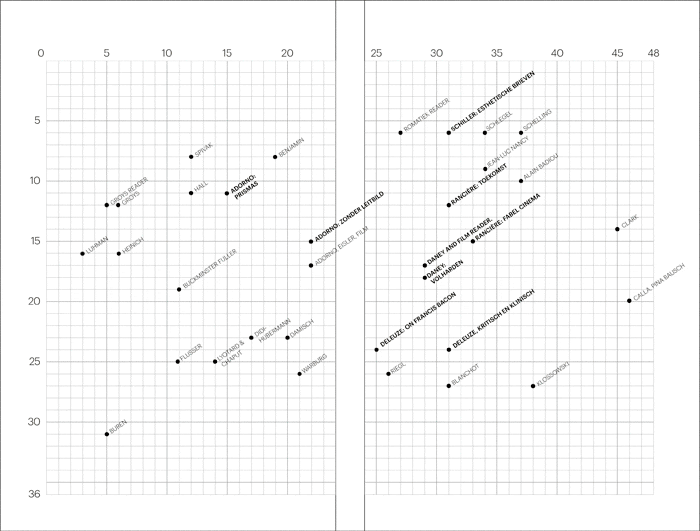 0 5 10 15 20 25 30 35 40 45 48
5
10
15
20
25
30
36
ROMATIEK READER
SCHILLER: ESTHETISCHE BRIEVEN
SCHLEGEL
SCHELLING
SPIVAK
BENJAMIN
JEAN-LUC NANCY
ALAIN BADIOU
HALL
ADORNO:
PRISMAS
GROYS READER
GROYS
RANCIÈRE: TOEKOMST
CLARK
ADORNO: ZONDER LEITBILD
RANCIÈRE: FABEL CINEMA
LUHMAN
HEINICH
ADORNO EISLER, FILM
DANEY AND FILM READER,
DANEY:
VOLHARDEN
BUCKMINSTER FULLER
CALLA, PINA BAUSCH
DIDI-
HUBERMANN
DAMISCH
DELEUZE: ON FRANCIS BACON
DELEUZE, KRITISCH EN KLINISCH
FLUSSER
LYOTARD &
CHAPUT
WARBURG
RIEGL
BLANCHOT
KLOSSOWSKI
BUREN